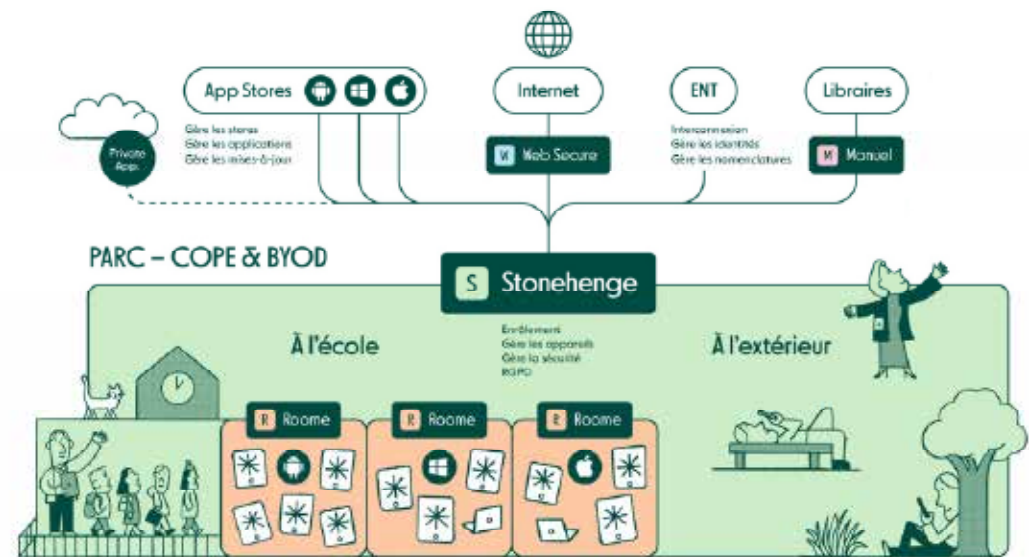 App Stores
Internet
ENT
Libraires
Private
App.
Gère les stores
Gère les applications
Gère les mises-à-jour
W Web Secure
Interconnexion
Gère les identités
Gère les nomenclatures
M Manuel
PARC – COPE & BYOD
S Stonehenge
À l'école
Enrôlement
Gère les appareils
Gère la sécurité
RGPD
À l'extérieur
R Roome
R Roome
R Roome